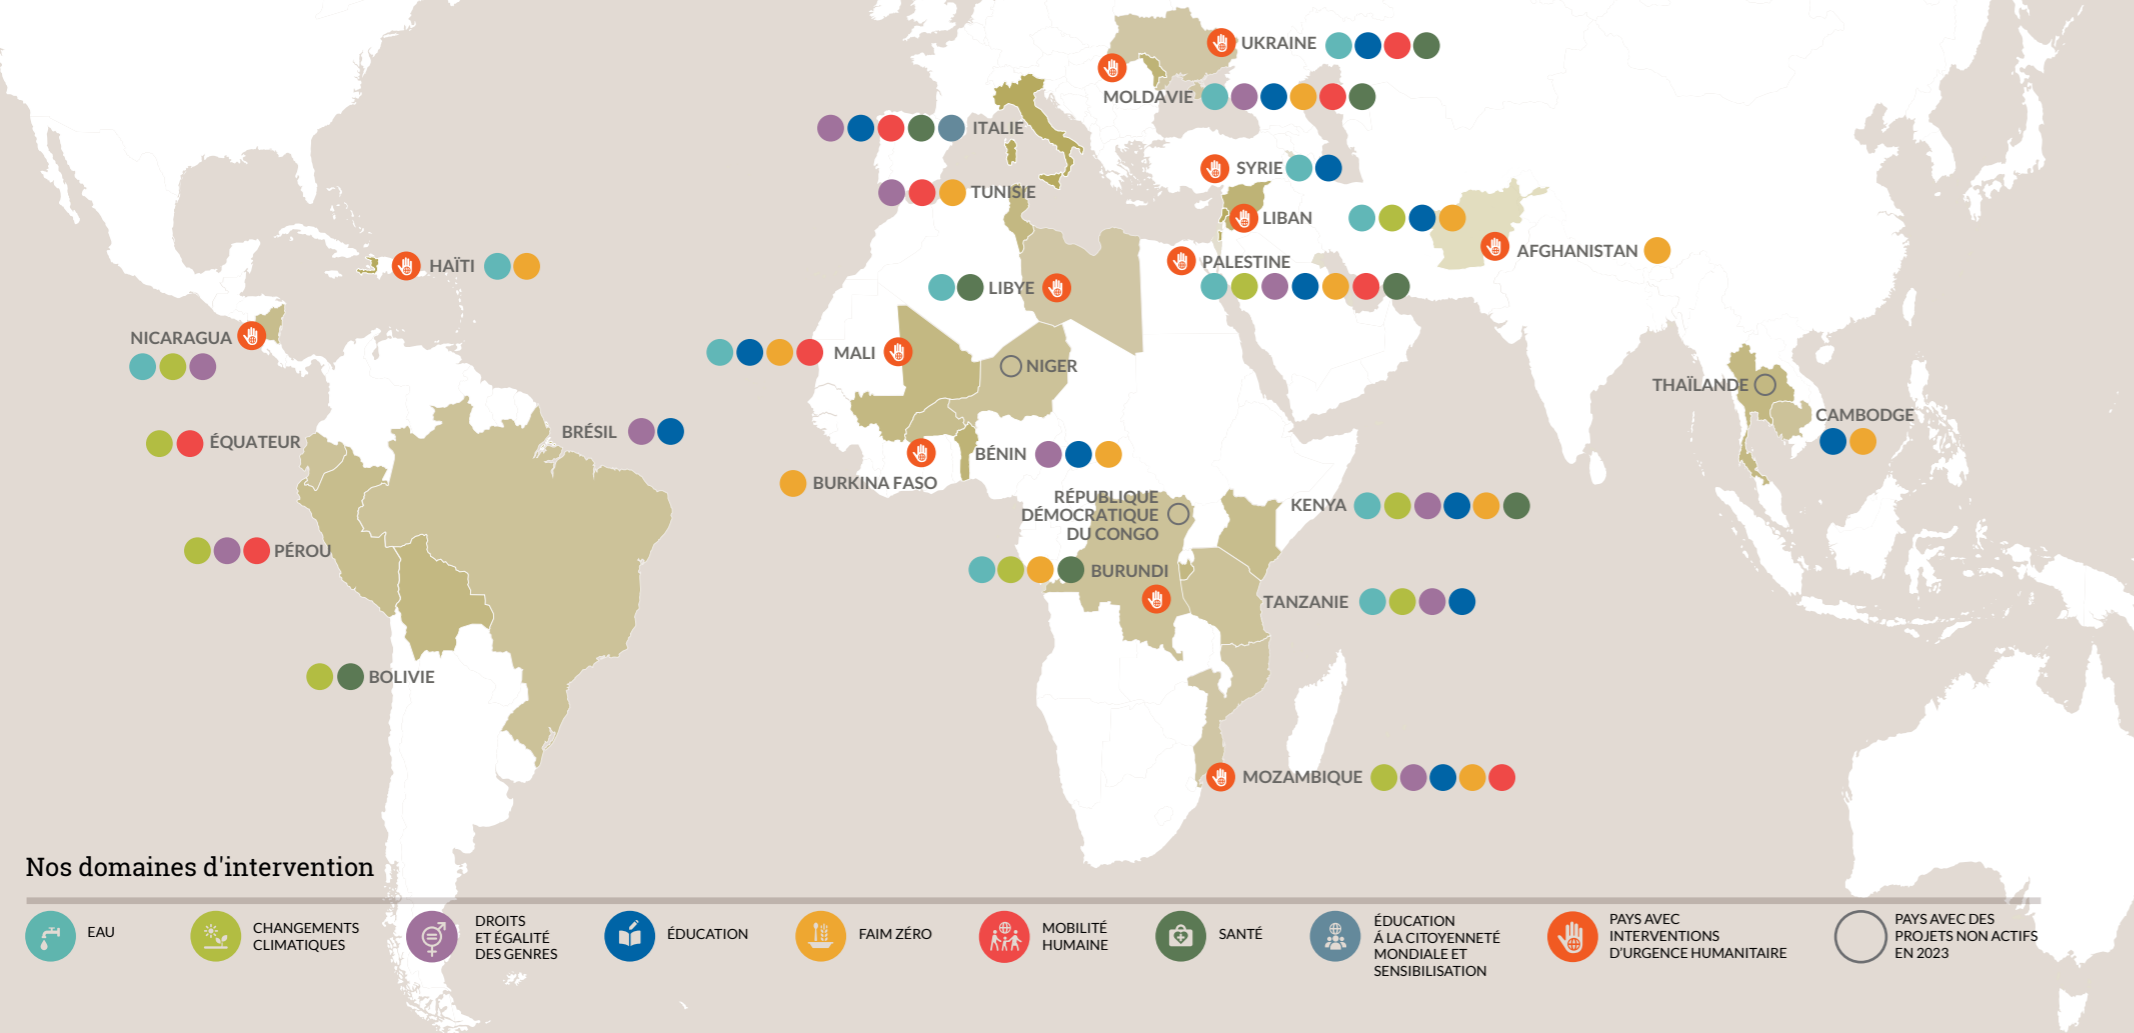 UKRAINE
MOLDAVIE
ITALIE
SYRIE
TUNISIE
LIBAN
AFGHANISTAN
PALESTINE
HAÏTI
LIBYE
NICARAGUA
MALI
NIGER
THAÏLANDE
CAMBODGE
BRÉSIL
ÉQUATEUR
BÉNIN
BURKINA FASO
RÉPUBLIQUE
DÉMOCRATIQUE
DU CONGO
KENYA
PÉROU
BURUNDI
TANZANIE
BOLIVIE
MOZAMBIQUE
Nos domaines d'intervention
EAU
CHANGEMENTS
CLIMATIQUES
DROITS
ET ÉGALITÉ
DES GENRES
ÉDUCATION
FAIM ZÉRO
MOBILITÉ
HUMAINE
SANTÉ
ÉDUCATION
Á LA CITOYENNETÉ
MONDIALE ET
SENSIBILISATION
PAYS AVEC
INTERVENTIONS
D'URGENCE HUMANITAIRE
PAYS AVEC DES
PROJETS NON ACTIFS
EN 2023